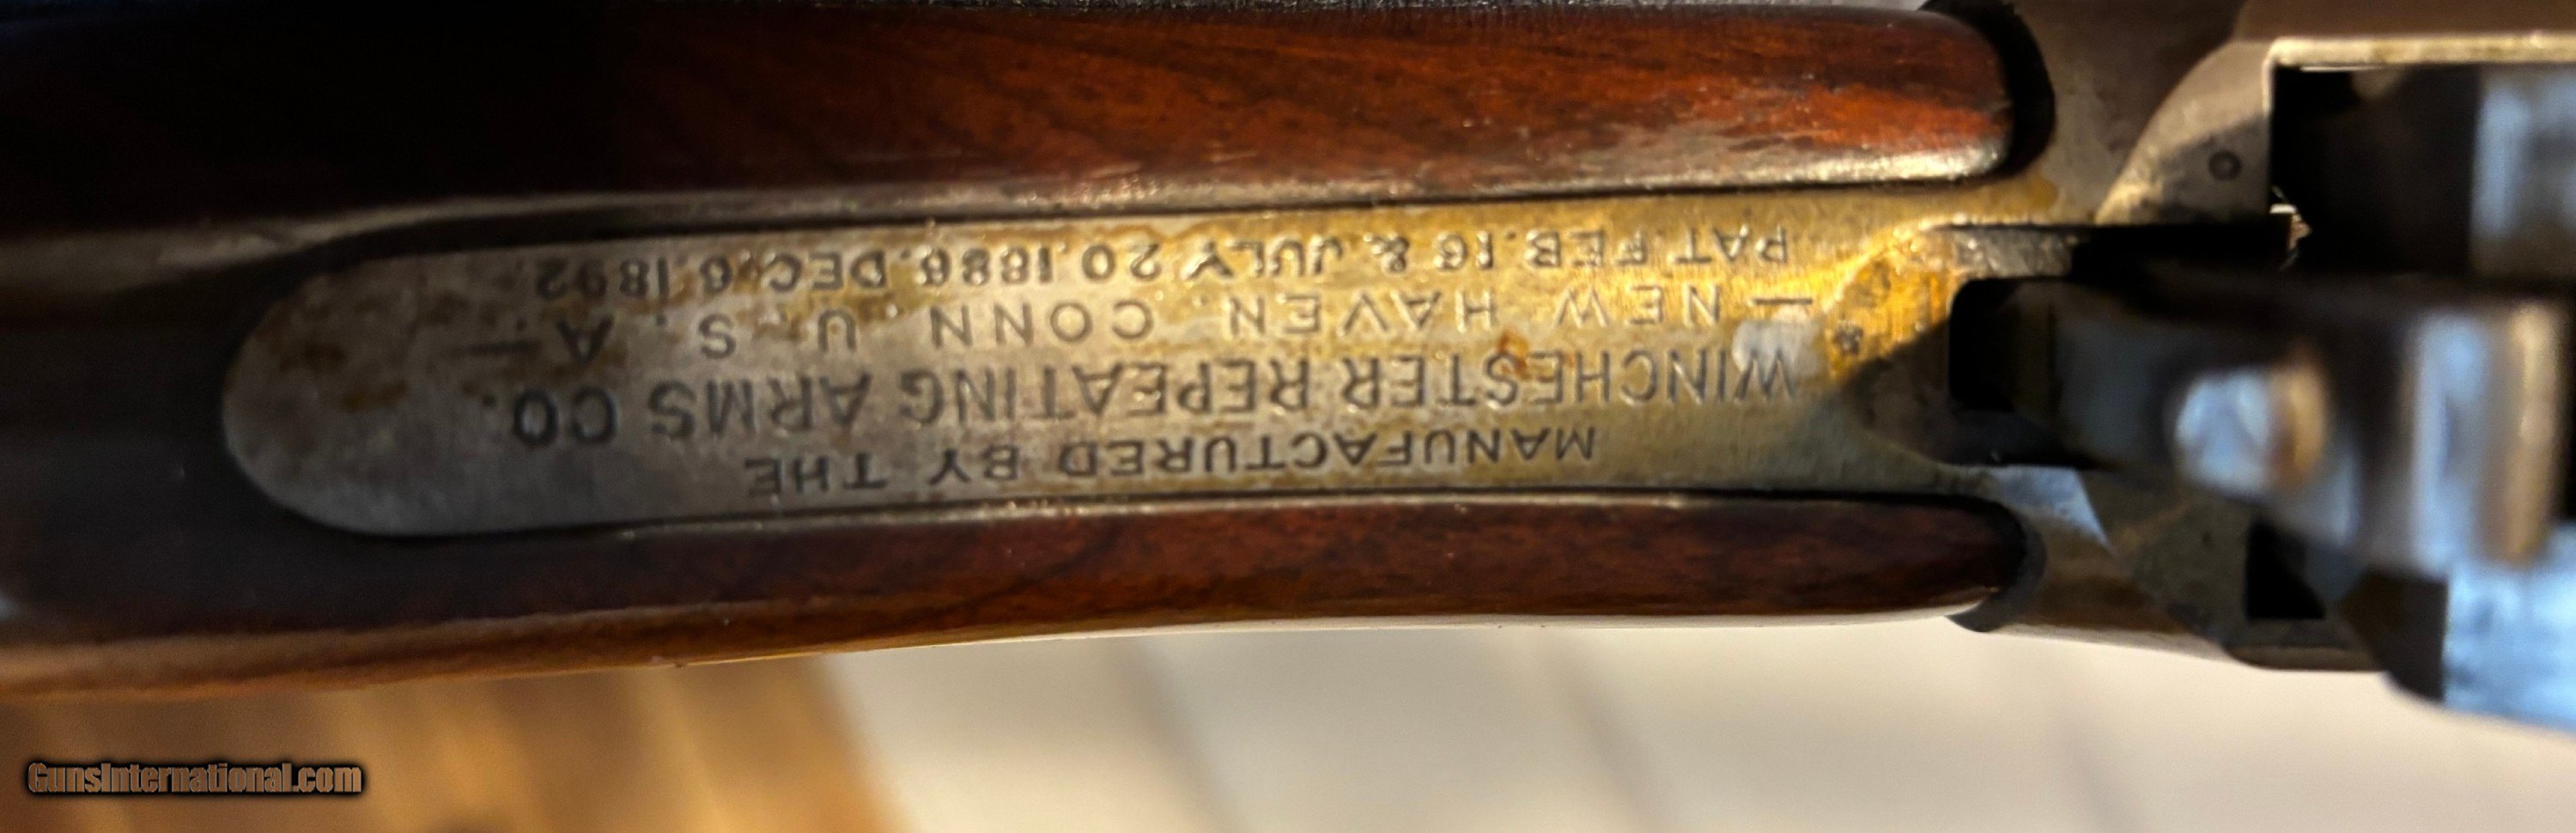 MANUFACTURED BY THE
WINCHESTER REPEATING ARMS CO.
— NEW HAVEN. CONN. U. S. A. —
PAT. FEB. 16 & JULY 20. 1886. DEC. 6. 1892.
GunsInternational.com